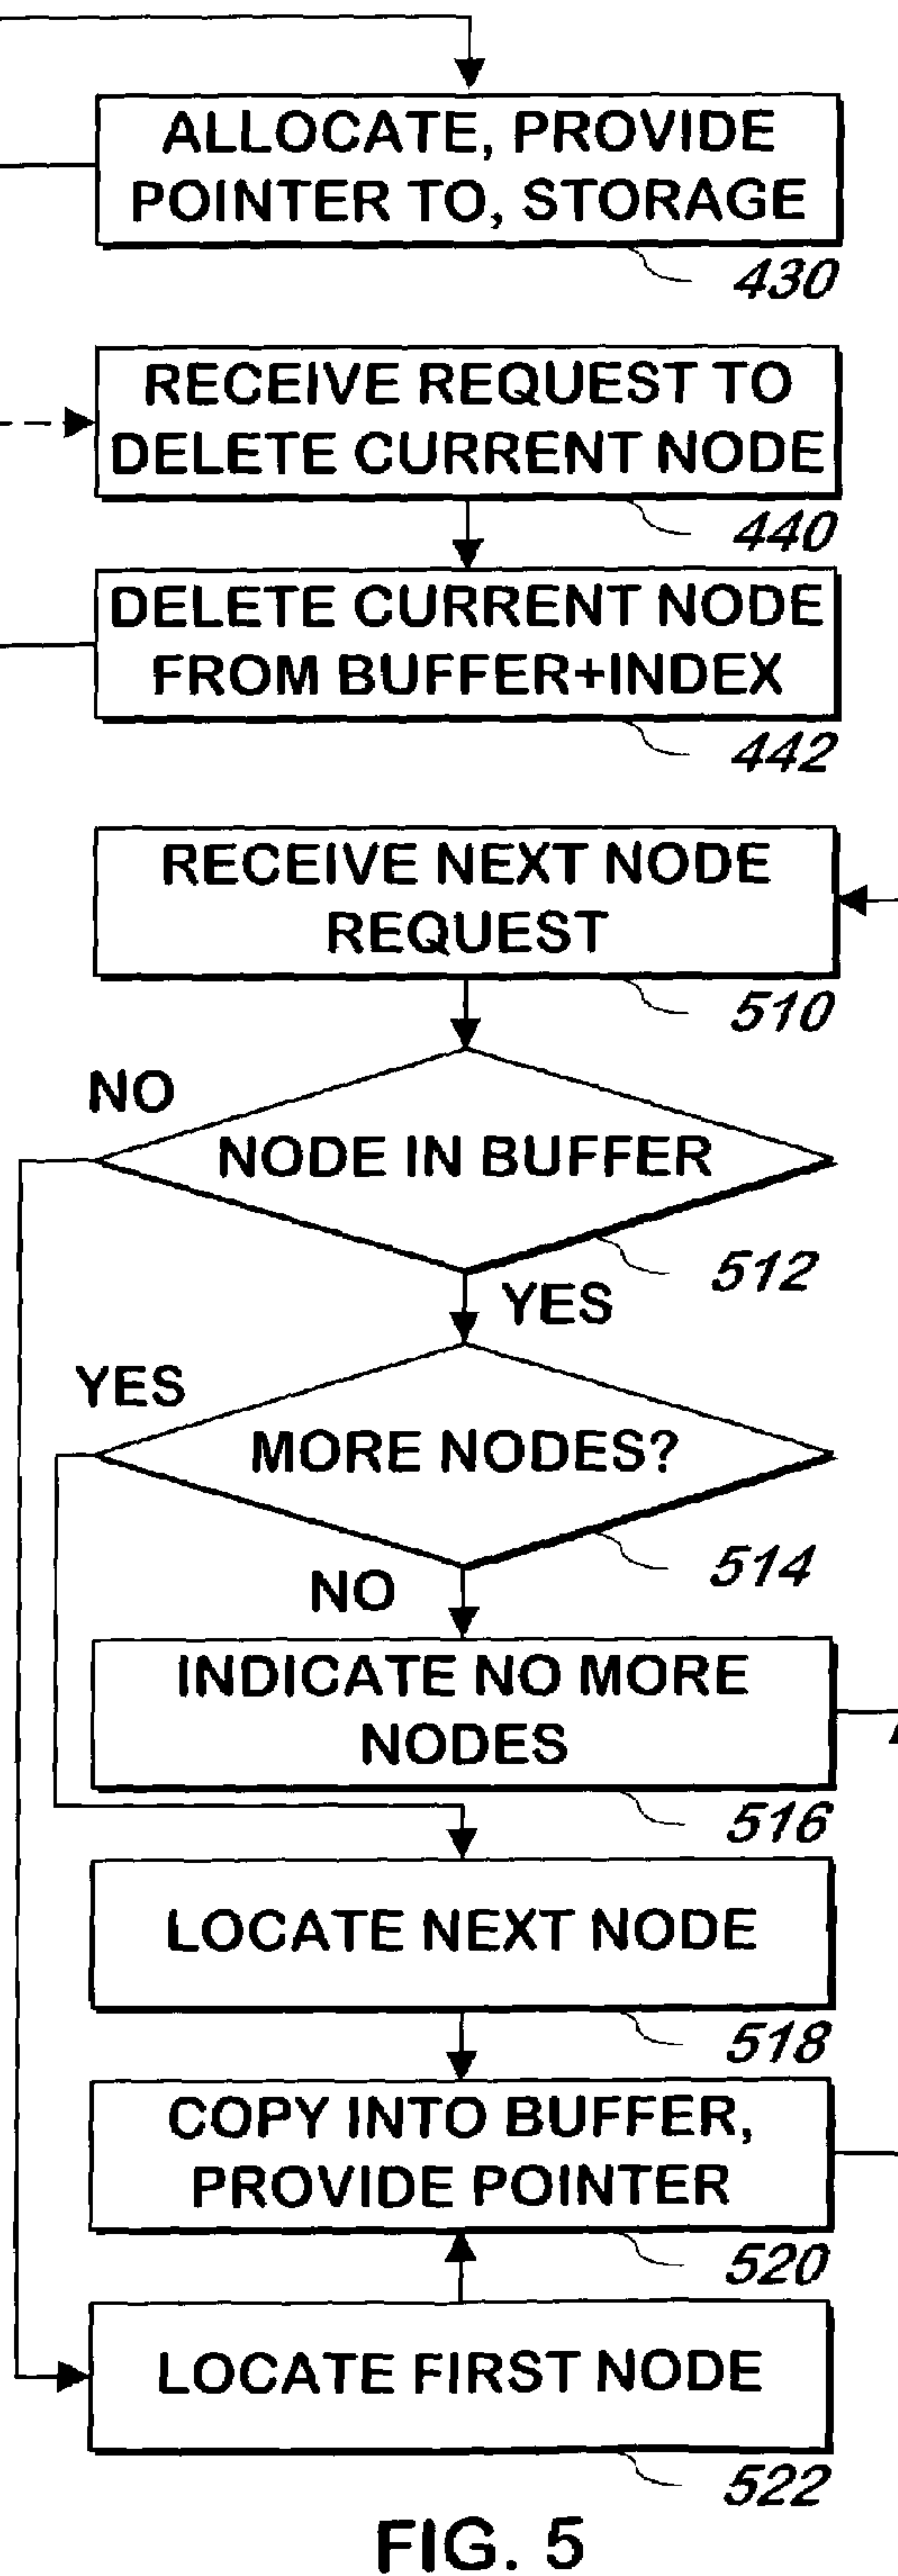 ALLOCATE, PROVIDE
POINTER TO, STORAGE
430
RECEIVE REQUEST TO
DELETE CURRENT NODE
440
DELETE CURRENT NODE
FROM BUFFER+INDEX
442
RECEIVE NEXT NODE
REQUEST
510
NO
NODE IN BUFFER
512
YES
YES
MORE NODES?
514
NO
INDICATE NO MORE
NODES
516
LOCATE NEXT NODE
518
COPY INTO BUFFER,
PROVIDE POINTER
520
LOCATE FIRST NODE
522
FIG. 5